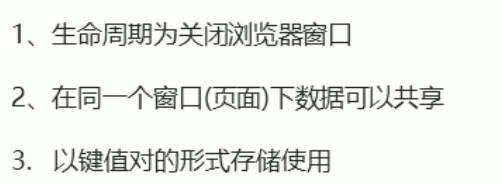 1、生命周期为关闭浏览器窗口
2、在同一个窗口(页面)下数据可以共享
3. 以键值对的形式存储使用